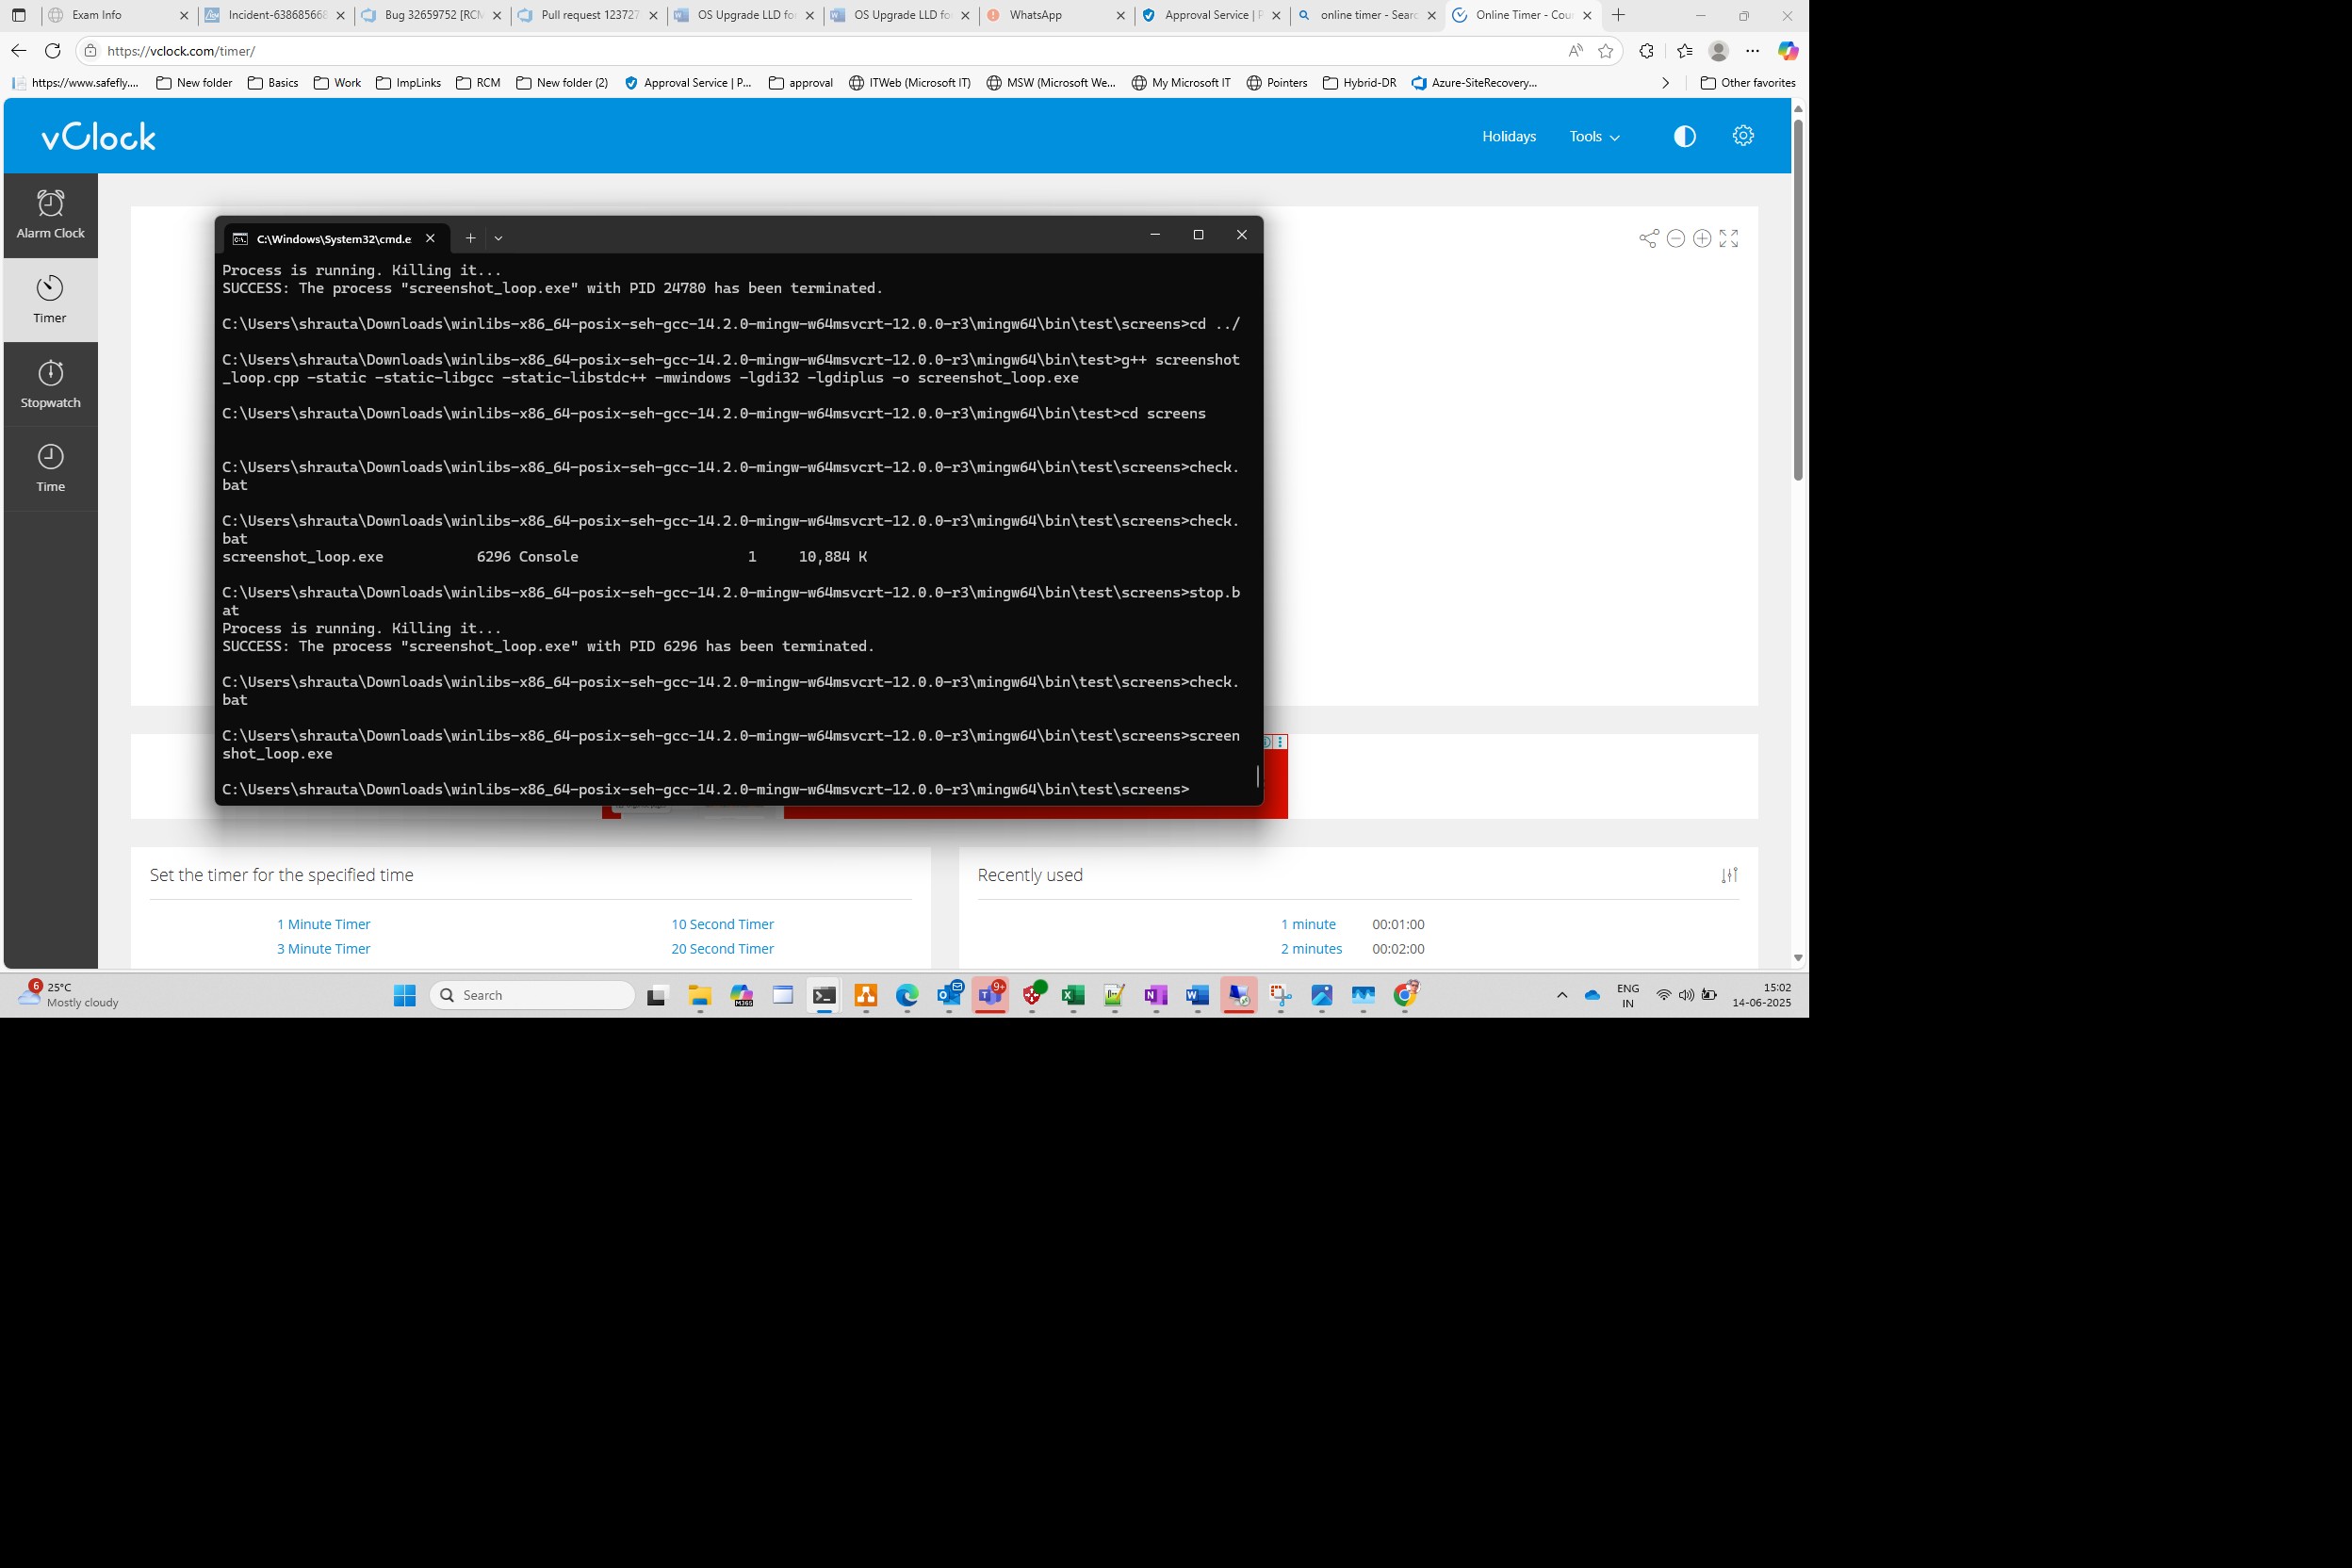 Exam Info
Incident-638685668
Bug 32659752 [RCM
Pull request 123727
OS Upgrade LLD fo
OS Upgrade LLD fo
WhatsApp
Approval Service | P
online timer - Searc
Online Timer - Cour
https://vclock.com/timer/
https://www.safefly....
New folder
Basics
Work
ImpLinks
RCM
New folder (2)
Approval Service | P...
approval
ITWeb (Microsoft IT)
MSW (Microsoft We...
My Microsoft IT
Pointers
Hybrid-DR
Azure-SiteRecovery...
Other favorites
vClock
Holidays
Tools
Alarm Clock
Timer
Stopwatch
Time
C:\Windows\System32\cmd.e
Process is running. Killing it...
SUCCESS: The process "screenshot_loop.exe" with PID 24780 has been terminated.
C:\Users\shrauta\Downloads\winlibs-x86_64-posix-seh-gcc-14.2.0-mingw-w64msvcrt-12.0.0-r3\mingw64\bin\test\screens>cd ../
C:\Users\shrauta\Downloads\winlibs-x86_64-posix-seh-gcc-14.2.0-mingw-w64msvcrt-12.0.0-r3\mingw64\bin\test>g++ screenshot
_loop.cpp -static -static-libgcc -static-libstdc++ -mwindows -lgdi32 -lgdiplus -o screenshot_loop.exe
C:\Users\shrauta\Downloads\winlibs-x86_64-posix-seh-gcc-14.2.0-mingw-w64msvcrt-12.0.0-r3\mingw64\bin\test>cd screens
C:\Users\shrauta\Downloads\winlibs-x86_64-posix-seh-gcc-14.2.0-mingw-w64msvcrt-12.0.0-r3\mingw64\bin\test\screens>check.
bat
C:\Users\shrauta\Downloads\winlibs-x86_64-posix-seh-gcc-14.2.0-mingw-w64msvcrt-12.0.0-r3\mingw64\bin\test\screens>check.
bat
screenshot_loop.exe 6296 Console 1 10,884 K
C:\Users\shrauta\Downloads\winlibs-x86_64-posix-seh-gcc-14.2.0-mingw-w64msvcrt-12.0.0-r3\mingw64\bin\test\screens>stop.b
at
Process is running. Killing it...
SUCCESS: The process "screenshot_loop.exe" with PID 6296 has been terminated.
C:\Users\shrauta\Downloads\winlibs-x86_64-posix-seh-gcc-14.2.0-mingw-w64msvcrt-12.0.0-r3\mingw64\bin\test\screens>check.
bat
C:\Users\shrauta\Downloads\winlibs-x86_64-posix-seh-gcc-14.2.0-mingw-w64msvcrt-12.0.0-r3\mingw64\bin\test\screens>screen
shot_loop.exe
C:\Users\shrauta\Downloads\winlibs-x86_64-posix-seh-gcc-14.2.0-mingw-w64msvcrt-12.0.0-r3\mingw64\bin\test\screens>
Set the timer for the specified time
1 Minute Timer
10 Second Timer
3 Minute Timer
20 Second Timer
Recently used
1 minute 00:01:00
2 minutes 00:02:00
6
25°C
Mostly cloudy
Search
M365
9+
ENG
IN
15:02
14-06-2025